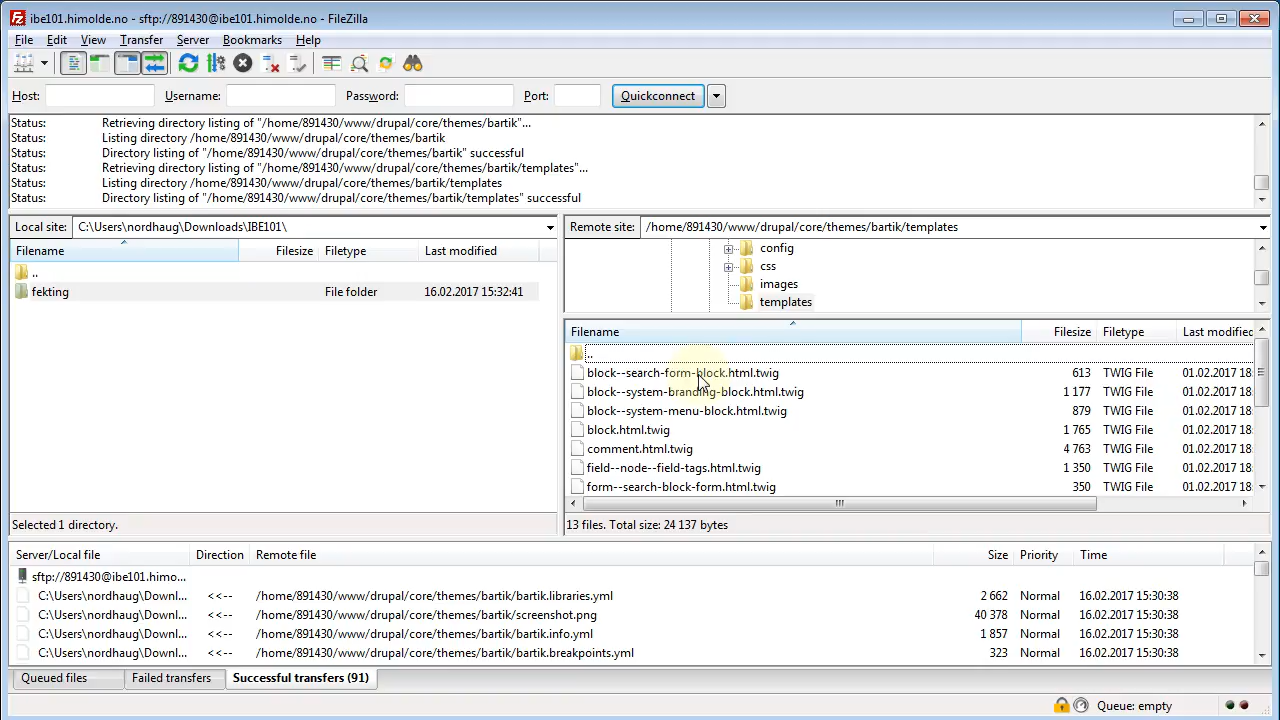 ibe101.himolde.no - sftp://891430@ibe101.himolde.no - FileZilla
File Edit View Transfer Server Bookmarks Help
Host: Username: Password: Port: Quickconnect
Status: Retrieving directory listing of "/home/891430/www/drupal/core/themes/bartik"...
Status: Listing directory /home/891430/www/drupal/core/themes/bartik
Status: Directory listing of "/home/891430/www/drupal/core/themes/bartik" successful
Status: Retrieving directory listing of "/home/891430/www/drupal/core/themes/bartik/templates"...
Status: Listing directory /home/891430/www/drupal/core/themes/bartik/templates
Status: Directory listing of "/home/891430/www/drupal/core/themes/bartik/templates" successful
Local site: C:\Users\nordhaug\Downloads\IBE101\
Filename Filesize Filetype Last modified
..
fekting File folder 16.02.2017 15:32:41
Selected 1 directory.
Remote site: /home/891430/www/drupal/core/themes/bartik/templates
config
css
images
templates
Filename Filesize Filetype Last modified
..
block--search-form-block.html.twig 613 TWIG File 01.02.2017 18:
block--system-branding-block.html.twig 1 177 TWIG File 01.02.2017 18:
block--system-menu-block.html.twig 879 TWIG File 01.02.2017 18:
block.html.twig 1 765 TWIG File 01.02.2017 18:
comment.html.twig 4 763 TWIG File 01.02.2017 18:
field--node--field-tags.html.twig 1 350 TWIG File 01.02.2017 18:
form--search-block-form.html.twig 350 TWIG File 01.02.2017 18:
13 files. Total size: 24 137 bytes
Server/Local file Direction Remote file Size Priority Time
sftp://891430@ibe101.himo...
C:\Users\nordhaug\Downl... <<-- /home/891430/www/drupal/core/themes/bartik/bartik.libraries.yml 2 662 Normal 16.02.2017 15:30:38
C:\Users\nordhaug\Downl... <<-- /home/891430/www/drupal/core/themes/bartik/screenshot.png 40 378 Normal 16.02.2017 15:30:38
C:\Users\nordhaug\Downl... <<-- /home/891430/www/drupal/core/themes/bartik/bartik.info.yml 1 857 Normal 16.02.2017 15:30:38
C:\Users\nordhaug\Downl... <<-- /home/891430/www/drupal/core/themes/bartik/bartik.breakpoints.yml 323 Normal 16.02.2017 15:30:38
Queued files Failed transfers Successful transfers (91)
Queue: empty